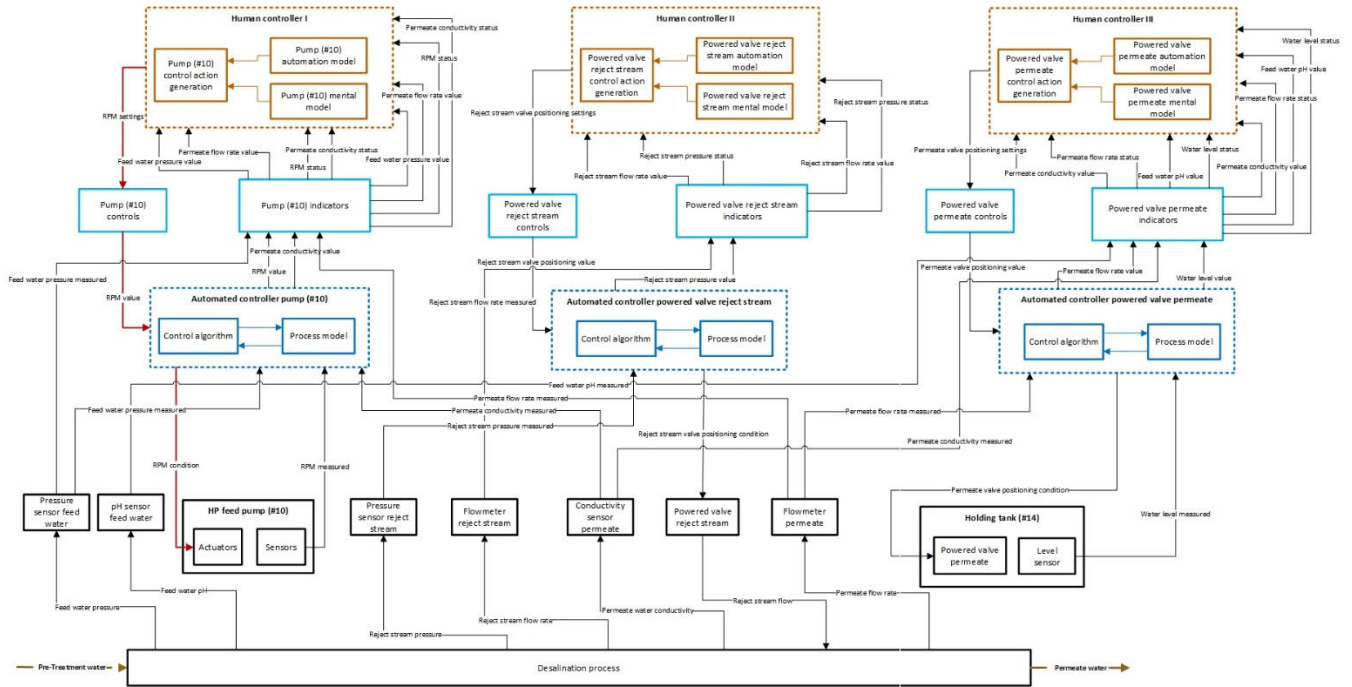 Human controller I
Pump (#10)
control action
generation
Pump (#10)
automation model
Pump (#10)
mental model
Permeate conductivity status
RPM status
Permeate flow rate value
Feed water pressure value
RPM settings
Feed water pressure value
Permeate flow rate value
RPM status
Permeate conductivity status
Pump (#10)
controls
Pump (#10) indicators
Human controller II
Powered valve
reject stream
control action
generation
Powered valve reject
stream automation
model
Powered valve reject
stream mental model
Reject stream valve positioning settings
Reject stream flow rate value
Reject stream pressure status
Reject stream flow rate value
Reject stream pressure status
Powered valve
reject stream
controls
Powered valve reject stream
indicators
Human controller III
Powered valve
permeate
control action
generation
Powered valve
permeate automation
model
Powered valve
permeate mental model
Water level status
Feed water pH value
Permeate flow rate status
Permeate conductivity value
Permeate valve positioning settings
Permeate conductivity value
Permeate flow rate status
Feed water pH value
Water level status
Powered valve
permeate controls
Powered valve permeate
indicators
Feed water pressure measured
RPM value
RPM value
Permeate conductivity value
Automated controller pump (#10)
Control algorithm
Process model
Reject stream flow rate measured
Reject stream valve positioning value
Reject stream pressure value
Automated controller powered valve reject stream
Control algorithm
Process model
Permeate valve positioning value
Permeate flow rate value
Water level value
Automated controller powered valve permeate
Control algorithm
Process model
Feed water pressure measured
Feed water pH measured
Permeate flow rate measured
Permeate conductivity measured
Reject stream pressure measured
Permeate flow rate measured
Reject stream valve positioning condition
Permeate conductivity measured
RPM condition
RPM measured
Permeate valve positioning condition
Water level measured
Pressure
sensor feed
water
pH sensor
feed water
HP feed pump (#10)
Actuators
Sensors
Pressure
sensor reject
stream
Flowmeter
reject stream
Conductivity
sensor
permeate
Powered valve
reject stream
Flowmeter
permeate
Holding tank (#14)
Powered valve
permeate
Level
sensor
Feed water pressure
Feed water pH
Reject stream pressure
Reject stream flow rate
Permeate water conductivity
Reject stream flow
Permeate flow rate
Pre-Treatment water
Desalination process
Permeate water